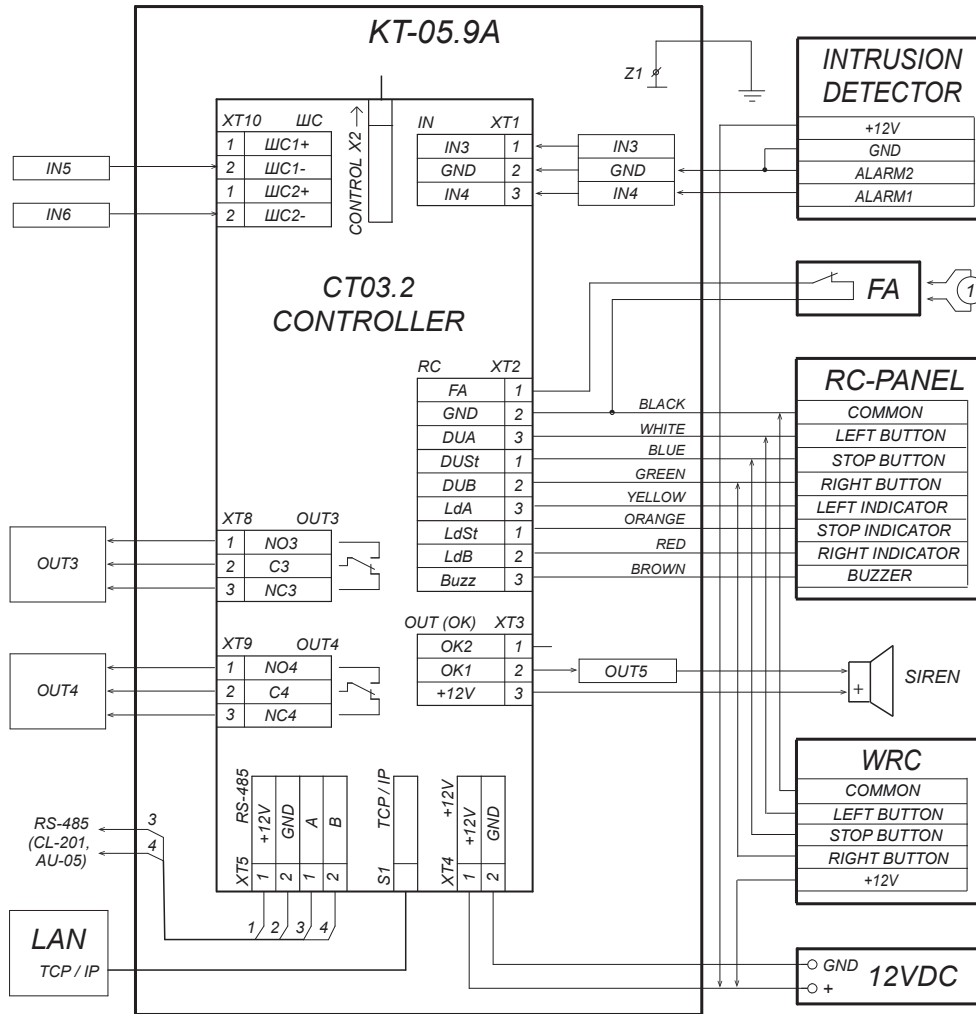 KT-05.9A
Z1
INTRUSION
DETECTOR
+12V
GND
ALARM2
ALARM1
XT10 ШС
1 ШС1+
2 ШС1-
1 ШС2+
2 ШС2-
CONTROL X2
IN XT1
IN3 1
GND 2
IN4 3
IN3
GND
IN4
IN5
IN6
CT03.2
CONTROLLER
FA
1
RC XT2
FA 1
GND 2
DUA 3
DUSt 1
DUB 2
LdA 3
LdSt 1
LdB 2
Buzz 3
BLACK
WHITE
BLUE
GREEN
YELLOW
ORANGE
RED
BROWN
RC-PANEL
COMMON
LEFT BUTTON
STOP BUTTON
RIGHT BUTTON
LEFT INDICATOR
STOP INDICATOR
RIGHT INDICATOR
BUZZER
OUT3
XT8 OUT3
1 NO3
2 C3
3 NC3
OUT4
XT9 OUT4
1 NO4
2 C4
3 NC4
OUT (OK) XT3
OK2 1
OK1 2
+12V 3
OUT5
+
SIREN
WRC
COMMON
LEFT BUTTON
STOP BUTTON
RIGHT BUTTON
+12V
RS-485
(CL-201,
AU-05)
3
4
XT5 RS-485
1 +12V
2 GND
1 A
2 B
S1 TCP / IP
XT4 +12V
1 +12V
2 GND
1 2 3 4
LAN
TCP / IP
GND
+
12VDC